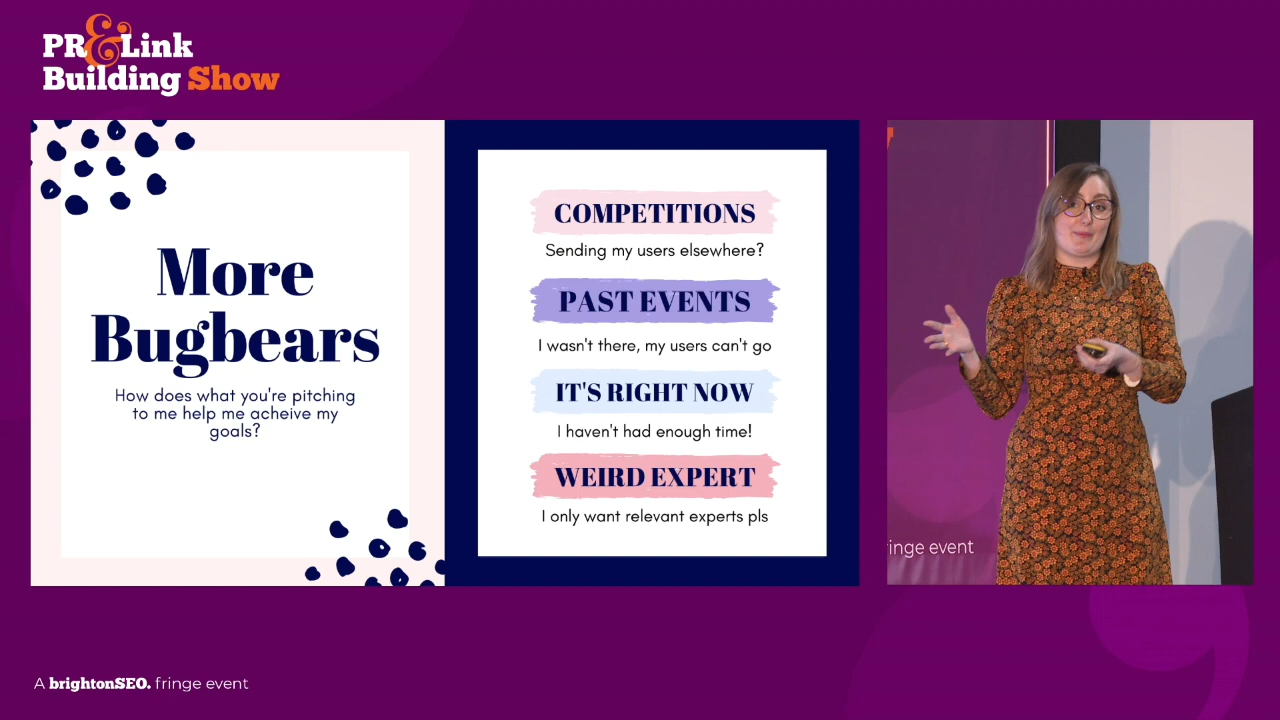 PR & Link
Building Show
More
Bugbears
How does what you're pitching
to me help me acheive my
goals?
COMPETITIONS
Sending my users elsewhere?
PAST EVENTS
I wasn't there, my users can't go
IT'S RIGHT NOW
I haven't had enough time!
WEIRD EXPERT
I only want relevant experts pls
inge event
A brightonSEO. fringe event